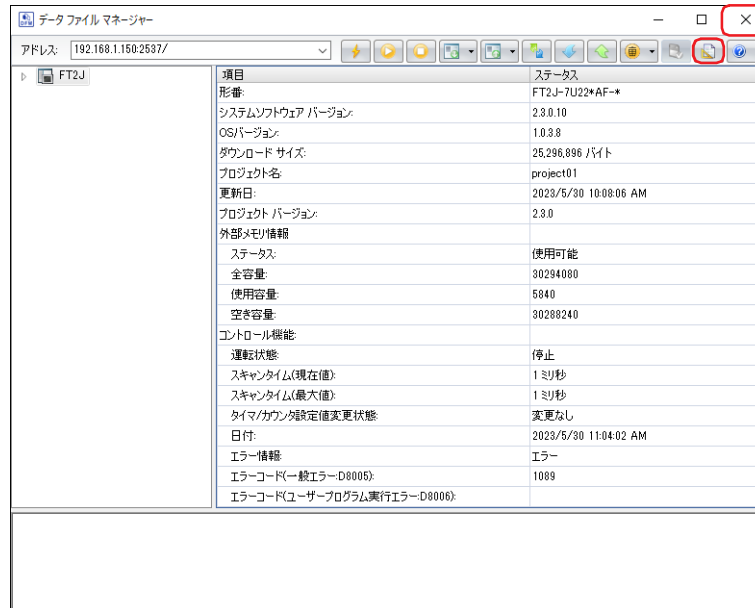 データ ファイル マネージャー
アドレス: 192.168.1.150:2537/
FT2J
項目 ステータス
形番: FT2J-7U22*AF-*
システムソフトウェア バージョン: 2.3.0.10
OSバージョン: 1.0.3.8
ダウンロード サイズ: 25,296,896 バイト
プロジェクト名: project01
更新日: 2023/5/30 10:08:06 AM
プロジェクト バージョン: 2.3.0
外部メモリ情報
ステータス: 使用可能
全容量: 30294080
使用容量: 5840
空き容量: 30288240
コントロール機能:
運転状態: 停止
スキャンタイム(現在値): 1 ミリ秒
スキャンタイム(最大値): 1 ミリ秒
タイマ/カウンタ設定値変更状態: 変更なし
日付: 2023/5/30 11:04:02 AM
エラー情報: エラー
エラーコード(一般エラー:D8005): 1089
エラーコード(ユーザープログラム実行エラー:D8006):